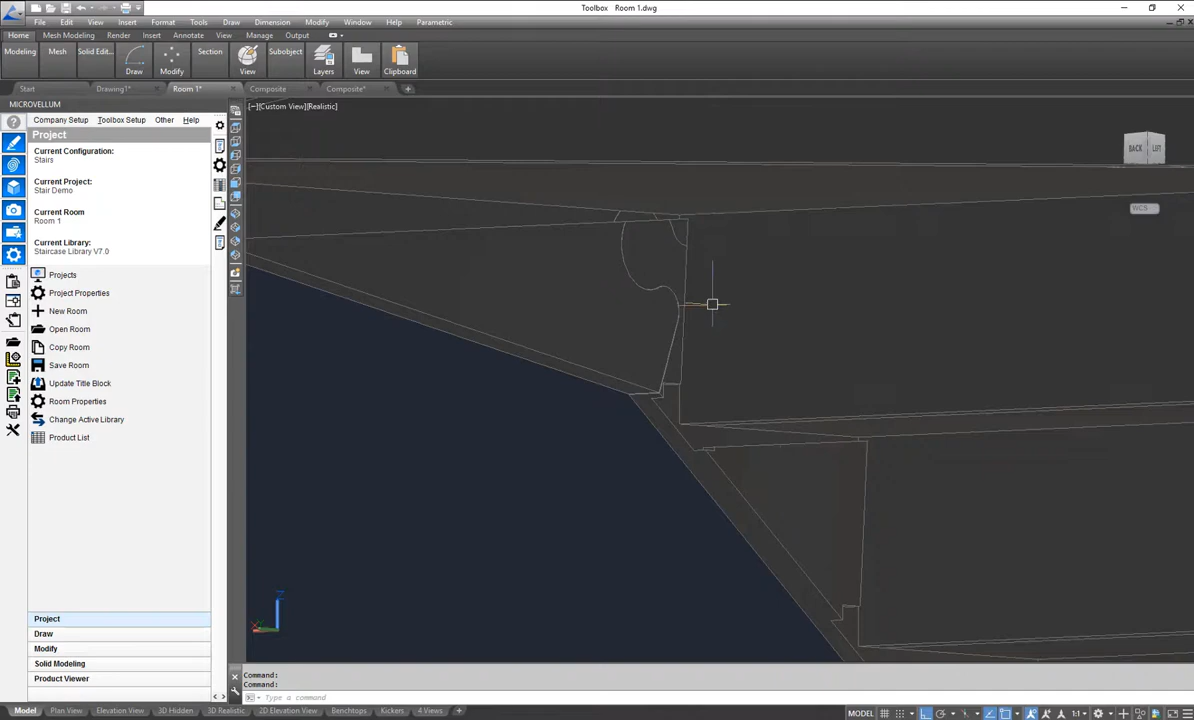 Toolbox Room 1.dwg
File Edit View Insert Format Tools Draw Dimension Modify Window Help Parametric
Home Mesh Modeling Render Insert Annotate View Manage Output
Modeling Mesh Solid Edit... Draw Modify Section View Subobject Layers View Clipboard
Start Drawing1* Room 1* Composite Composite*
MICROVELLUM
[−][Custom View][Realistic]
Company Setup Toolbox Setup Other Help
Project
Current Configuration:
Stairs
Current Project:
Stair Demo
Current Room
Room 1
Current Library:
Staircase Library V7.0
BACK LEFT
WCS
Projects
Project Properties
New Room
Open Room
Copy Room
Save Room
Update Title Block
Room Properties
Change Active Library
Product List
Z
X
Project
Draw
Modify
Solid Modeling
Product Viewer
Command:
Command:
Type a command
Model Plan View Elevation View 3D Hidden 3D Realistic 2D Elevation View Benchtops Kickers 4 Views
MODEL 1:1